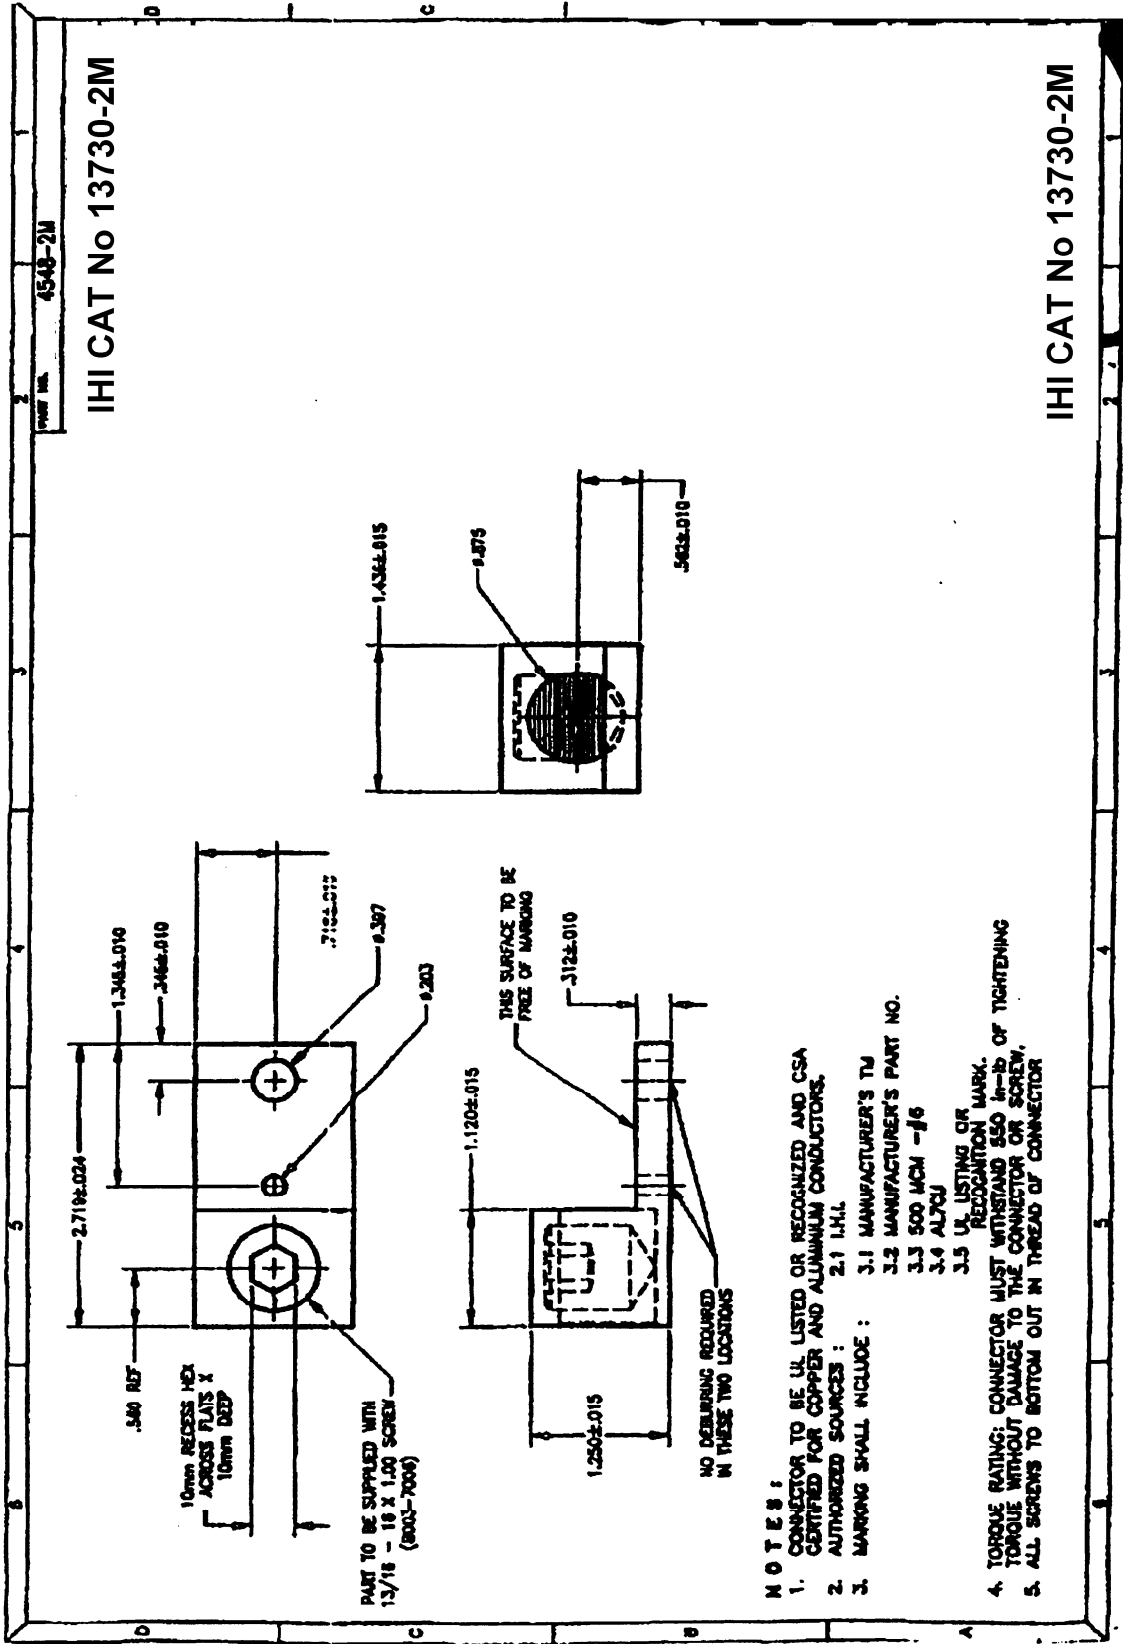 PART NO. 4548-2M
IHI CAT No 13730-2M
2.719±.024
1.346±.010
.346±.010
.560 REF
10mm RECESS HEX
ACROSS FLATS X
10mm DEEP
PART TO BE SUPPLIED WITH
13/16 - 16 X 1.00 SCREW
(8003-7006)
ø.397
ø.203
1.436±.015
ø.875
.562±.010
1.120±.015
THIS SURFACE TO BE
FREE OF MARKING
.312±.010
1.250±.015
NO DEBURRING REQUIRED
IN THESE TWO LOCATIONS
NOTES :
1. CONNECTOR TO BE UL LISTED OR RECOGNIZED AND CSA
CERTIFIED FOR COPPER AND ALUMINUM CONDUCTORS.
2. AUTHORIZED SOURCES : 2.1 I.H.I.
3. MARKING SHALL INCLUDE : 3.1 MANUFACTURER'S TM
3.2 MANUFACTURER'S PART NO.
3.3 500 MCM -#6
3.4 AL7CU
3.5 UL LISTING OR
RECOGNITION MARK.
4. TORQUE RATING: CONNECTOR MUST WITHSTAND 550 in-lb OF TIGHTENING
TORQUE WITHOUT DAMAGE TO THE CONNECTOR OR SCREW.
5. ALL SCREWS TO BOTTOM OUT IN THREAD OF CONNECTOR
IHI CAT No 13730-2M